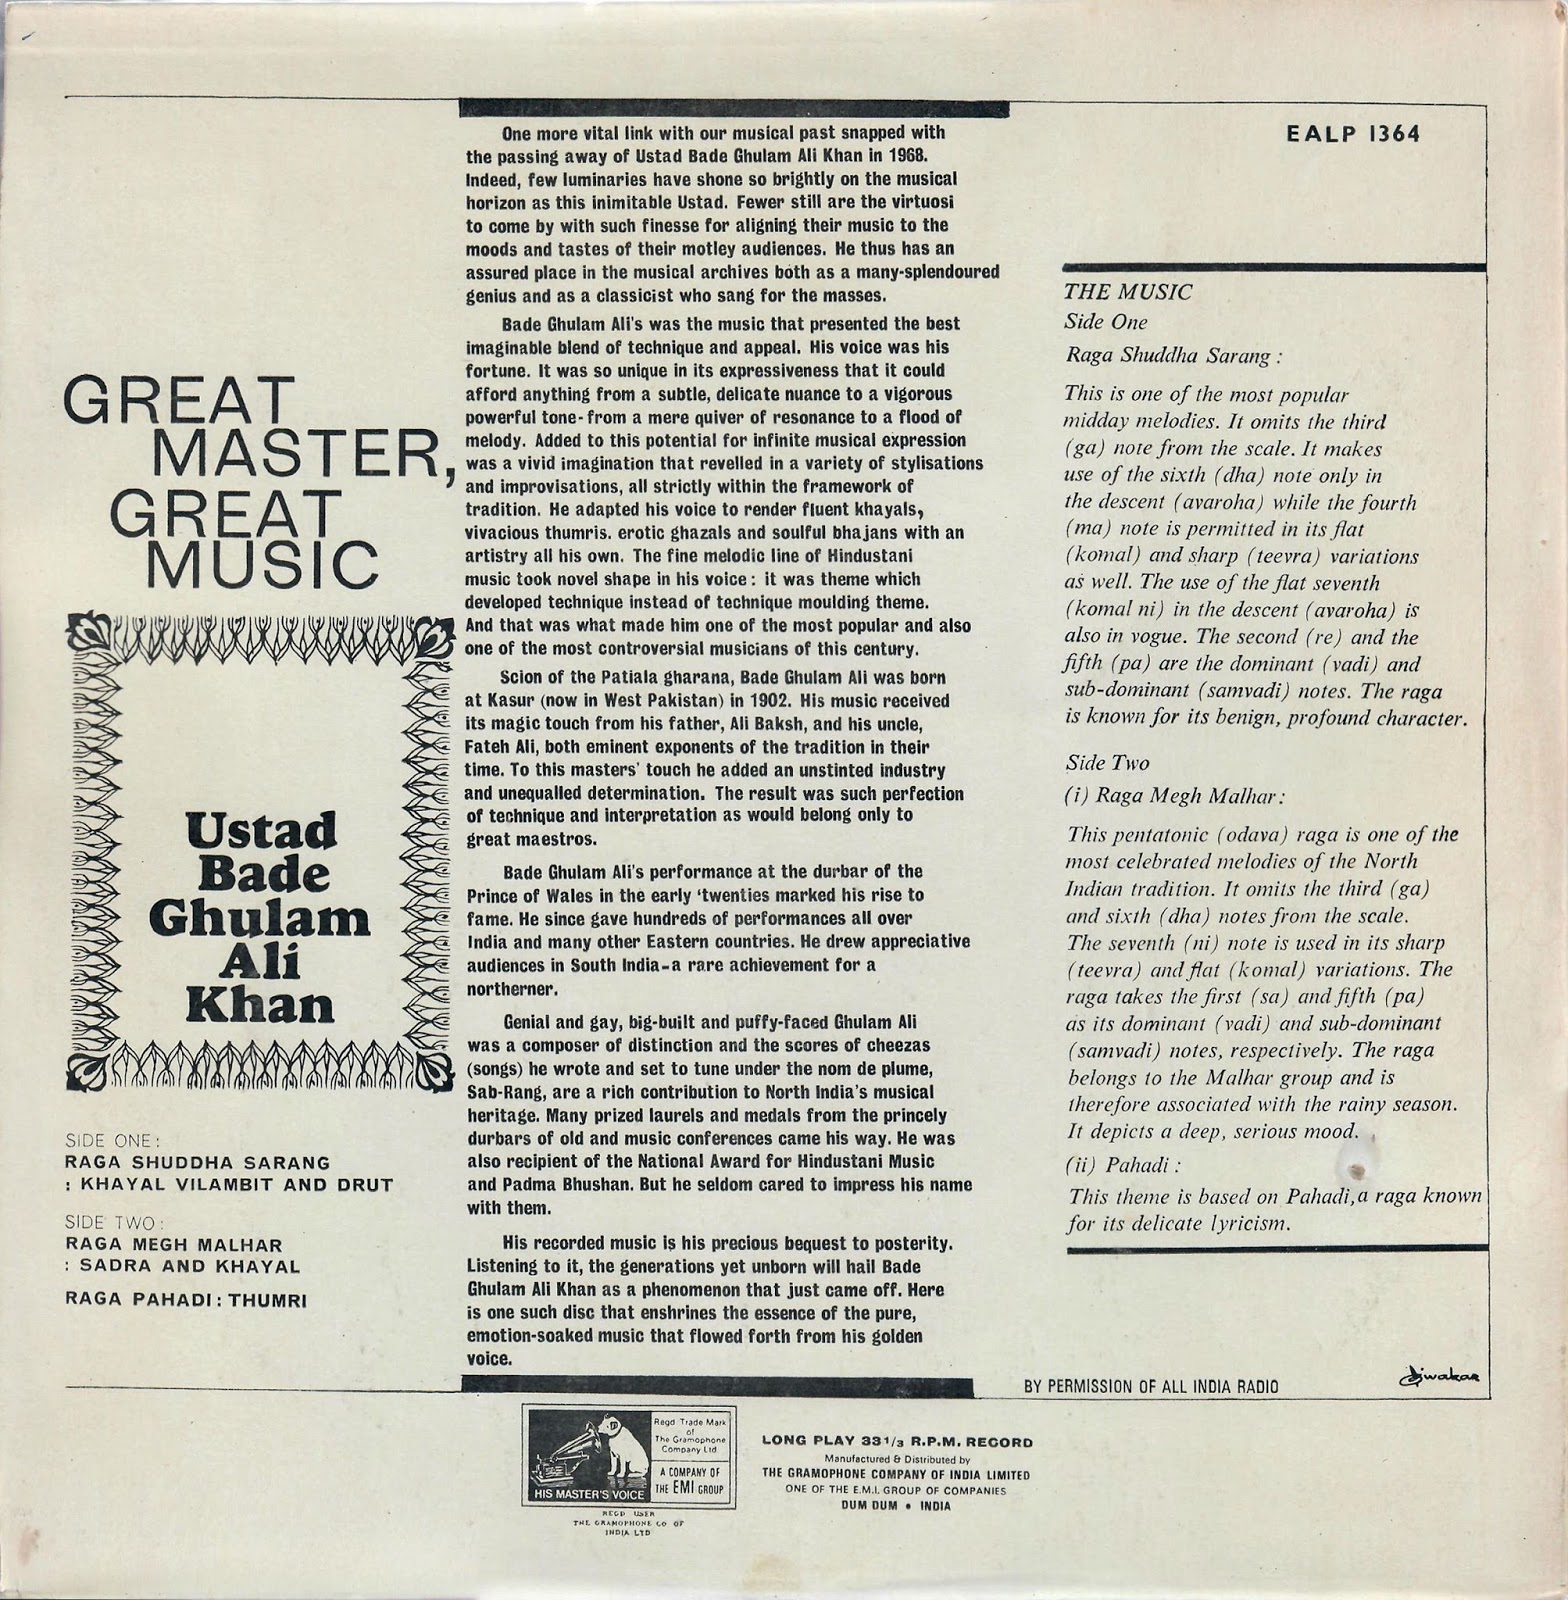 GREAT
MASTER,
GREAT
MUSIC
Ustad
Bade
Ghulam
Ali
Khan
SIDE ONE:
RAGA SHUDDHA SARANG
: KHAYAL VILAMBIT AND DRUT
SIDE TWO:
RAGA MEGH MALHAR
: SADRA AND KHAYAL
RAGA PAHADI : THUMRI
One more vital link with our musical past snapped with
the passing away of Ustad Bade Ghulam Ali Khan in 1968.
Indeed, few luminaries have shone so brightly on the musical
horizon as this inimitable Ustad. Fewer still are the virtuosi
to come by with such finesse for aligning their music to the
moods and tastes of their motley audiences. He thus has an
assured place in the musical archives both as a many-splendoured
genius and as a classicist who sang for the masses.
Bade Ghulam Ali's was the music that presented the best
imaginable blend of technique and appeal. His voice was his
fortune. It was so unique in its expressiveness that it could
afford anything from a subtle, delicate nuance to a vigorous
powerful tone-from a mere quiver of resonance to a flood of
melody. Added to this potential for infinite musical expression
was a vivid imagination that revelled in a variety of stylisations
and improvisations, all strictly within the framework of
tradition. He adapted his voice to render fluent khayals,
vivacious thumris. erotic ghazals and soulful bhajans with an
artistry all his own. The fine melodic line of Hindustani
music took novel shape in his voice : it was theme which
developed technique instead of technique moulding theme.
And that was what made him one of the most popular and also
one of the most controversial musicians of this century.
Scion of the Patiala gharana, Bade Ghulam Ali was born
at Kasur (now in West Pakistan) in 1902. His music received
its magic touch from his father, Ali Baksh, and his uncle,
Fateh Ali, both eminent exponents of the tradition in their
time. To this masters' touch he added an unstinted industry
and unequalled determination. The result was such perfection
of technique and interpretation as would belong only to
great maestros.
Bade Ghulam Ali's performance at the durbar of the
Prince of Wales in the early 'twenties marked his rise to
fame. He since gave hundreds of performances all over
India and many other Eastern countries. He drew appreciative
audiences in South India-a rare achievement for a
northerner.
Genial and gay, big-built and puffy-faced Ghulam Ali
was a composer of distinction and the scores of cheezas
(songs) he wrote and set to tune under the nom de plume,
Sab-Rang, are a rich contribution to North India's musical
heritage. Many prized laurels and medals from the princely
durbars of old and music conferences came his way. He was
also recipient of the National Award for Hindustani Music
and Padma Bhushan. But he seldom cared to impress his name
with them.
His recorded music is his precious bequest to posterity.
Listening to it, the generations yet unborn will hail Bade
Ghulam Ali Khan as a phenomenon that just came off. Here
is one such disc that enshrines the essence of the pure,
emotion-soaked music that flowed forth from his golden
voice.
EALP 1364
THE MUSIC
Side One
Raga Shuddha Sarang :
This is one of the most popular
midday melodies. It omits the third
(ga) note from the scale. It makes
use of the sixth (dha) note only in
the descent (avaroha) while the fourth
(ma) note is permitted in its flat
(komal) and sharp (teevra) variations
as well. The use of the flat seventh
(komal ni) in the descent (avaroha) is
also in vogue. The second (re) and the
fifth (pa) are the dominant (vadi) and
sub-dominant (samvadi) notes. The raga
is known for its benign, profound character.
Side Two
(i) Raga Megh Malhar :
This pentatonic (odava) raga is one of the
most celebrated melodies of the North
Indian tradition. It omits the third (ga)
and sixth (dha) notes from the scale.
The seventh (ni) note is used in its sharp
(teevra) and flat (komal) variations. The
raga takes the first (sa) and fifth (pa)
as its dominant (vadi) and sub-dominant
(samvadi) notes, respectively. The raga
belongs to the Malhar group and is
therefore associated with the rainy season.
It depicts a deep, serious mood.
(ii) Pahadi :
This theme is based on Pahadi, a raga known
for its delicate lyricism.
BY PERMISSION OF ALL INDIA RADIO
Diwakar
HIS MASTER'S VOICE
Regd Trade Mark
of
The Gramophone
Company Ltd
A COMPANY OF
THE EMI GROUP
REGD USER
THE GRAMOPHONE CO OF
INDIA LTD
LONG PLAY 33 1/3 R.P.M. RECORD
Manufactured & Distributed by
THE GRAMOPHONE COMPANY OF INDIA LIMITED
ONE OF THE E.M.I. GROUP OF COMPANIES
DUM DUM • INDIA